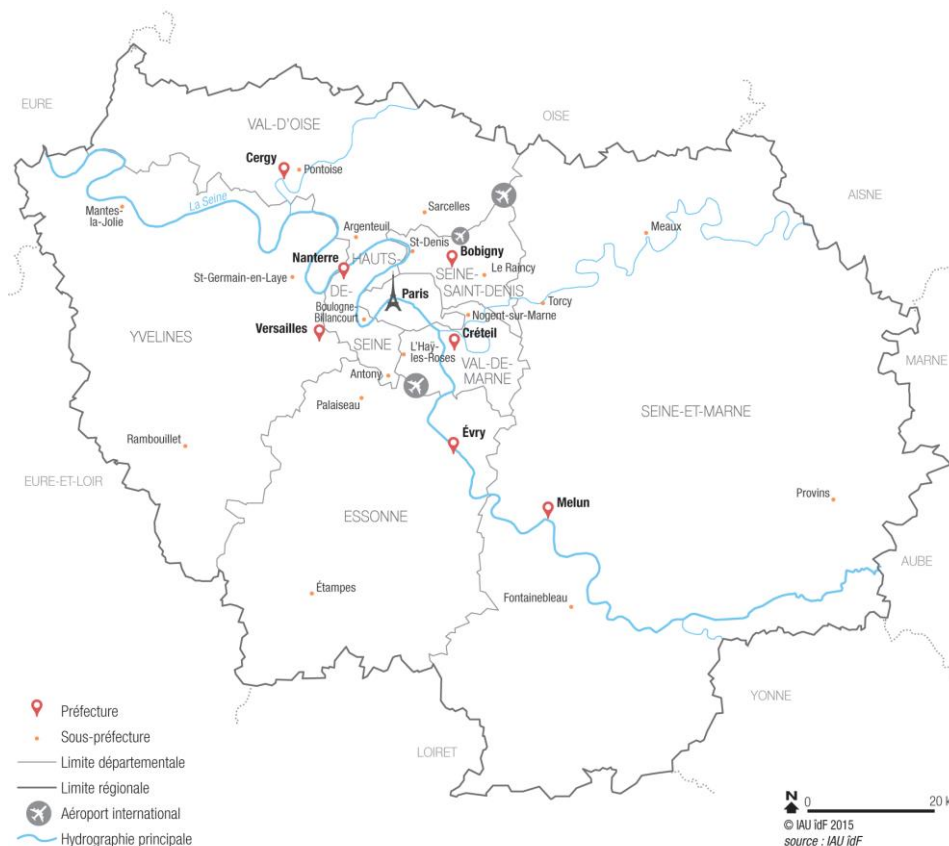 EURE
OISE
VAL-D'OISE
Cergy
Pontoise
AISNE
La Seine
Mantes-
la-Jolie
Sarcelles
Argenteuil
Meaux
St-Denis
Nanterre
HAUTS-
Bobigny
SEINE-
Le Raincy
St-Germain-en-Laye
DE-
Paris
SAINT-DENIS
Torcy
Boulogne-
Billancourt
Nogent-sur-Marne
Versailles
Créteil
YVELINES
SEINE
L'Haÿ-
les-Roses
VAL-DE-
MARNE
MARNE
Antony
Palaiseau
SEINE-ET-MARNE
Rambouillet
Évry
EURE-ET-LOIR
Provins
Melun
ESSONNE
AUBE
Étampes
Fontainebleau
YONNE
LOIRET
Préfecture
Sous-préfecture
Limite départementale
Limite régionale
Aéroport international
Hydrographie principale
N
0 20 k
© IAU îdF 2015
source : IAU îdF